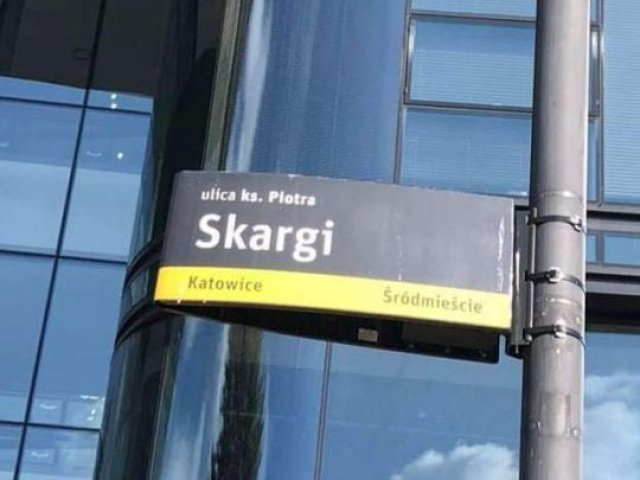 ulica ks. Piotra
Skargi
Katowice Śródmieście